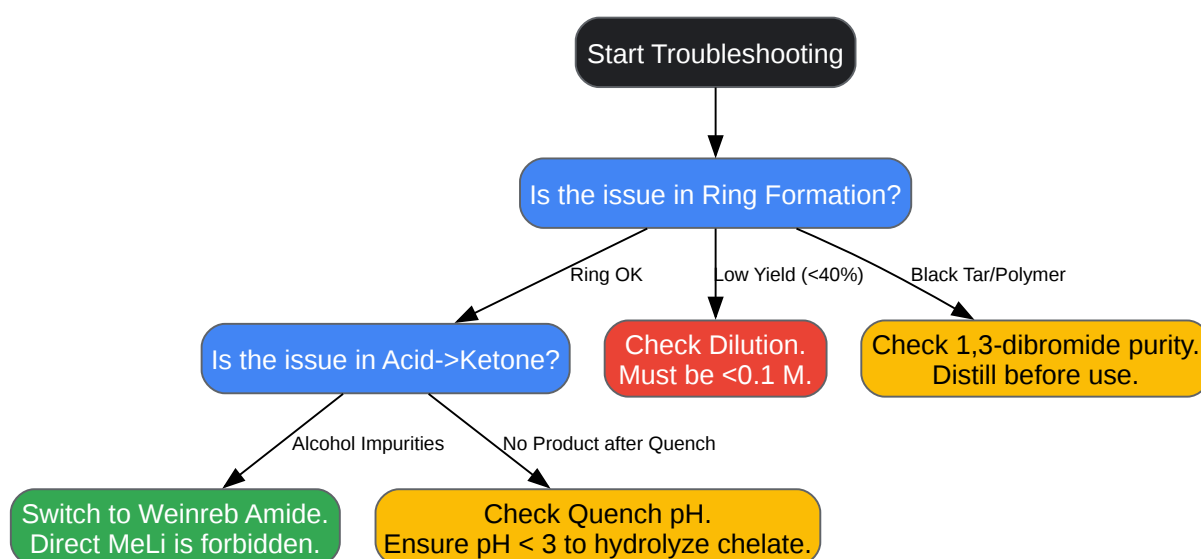 Start Troubleshooting
Is the issue in Ring Formation?
Ring OK
Low Yield (<40%)
Black Tar/Polymer
Is the issue in Acid->Ketone?
Check Dilution.
Must be <0.1 M.
Check 1,3-dibromide purity.
Distill before use.
Alcohol Impurities
No Product after Quench
Switch to Weinreb Amide.
Direct MeLi is forbidden.
Check Quench pH.
Ensure pH < 3 to hydrolyze chelate.